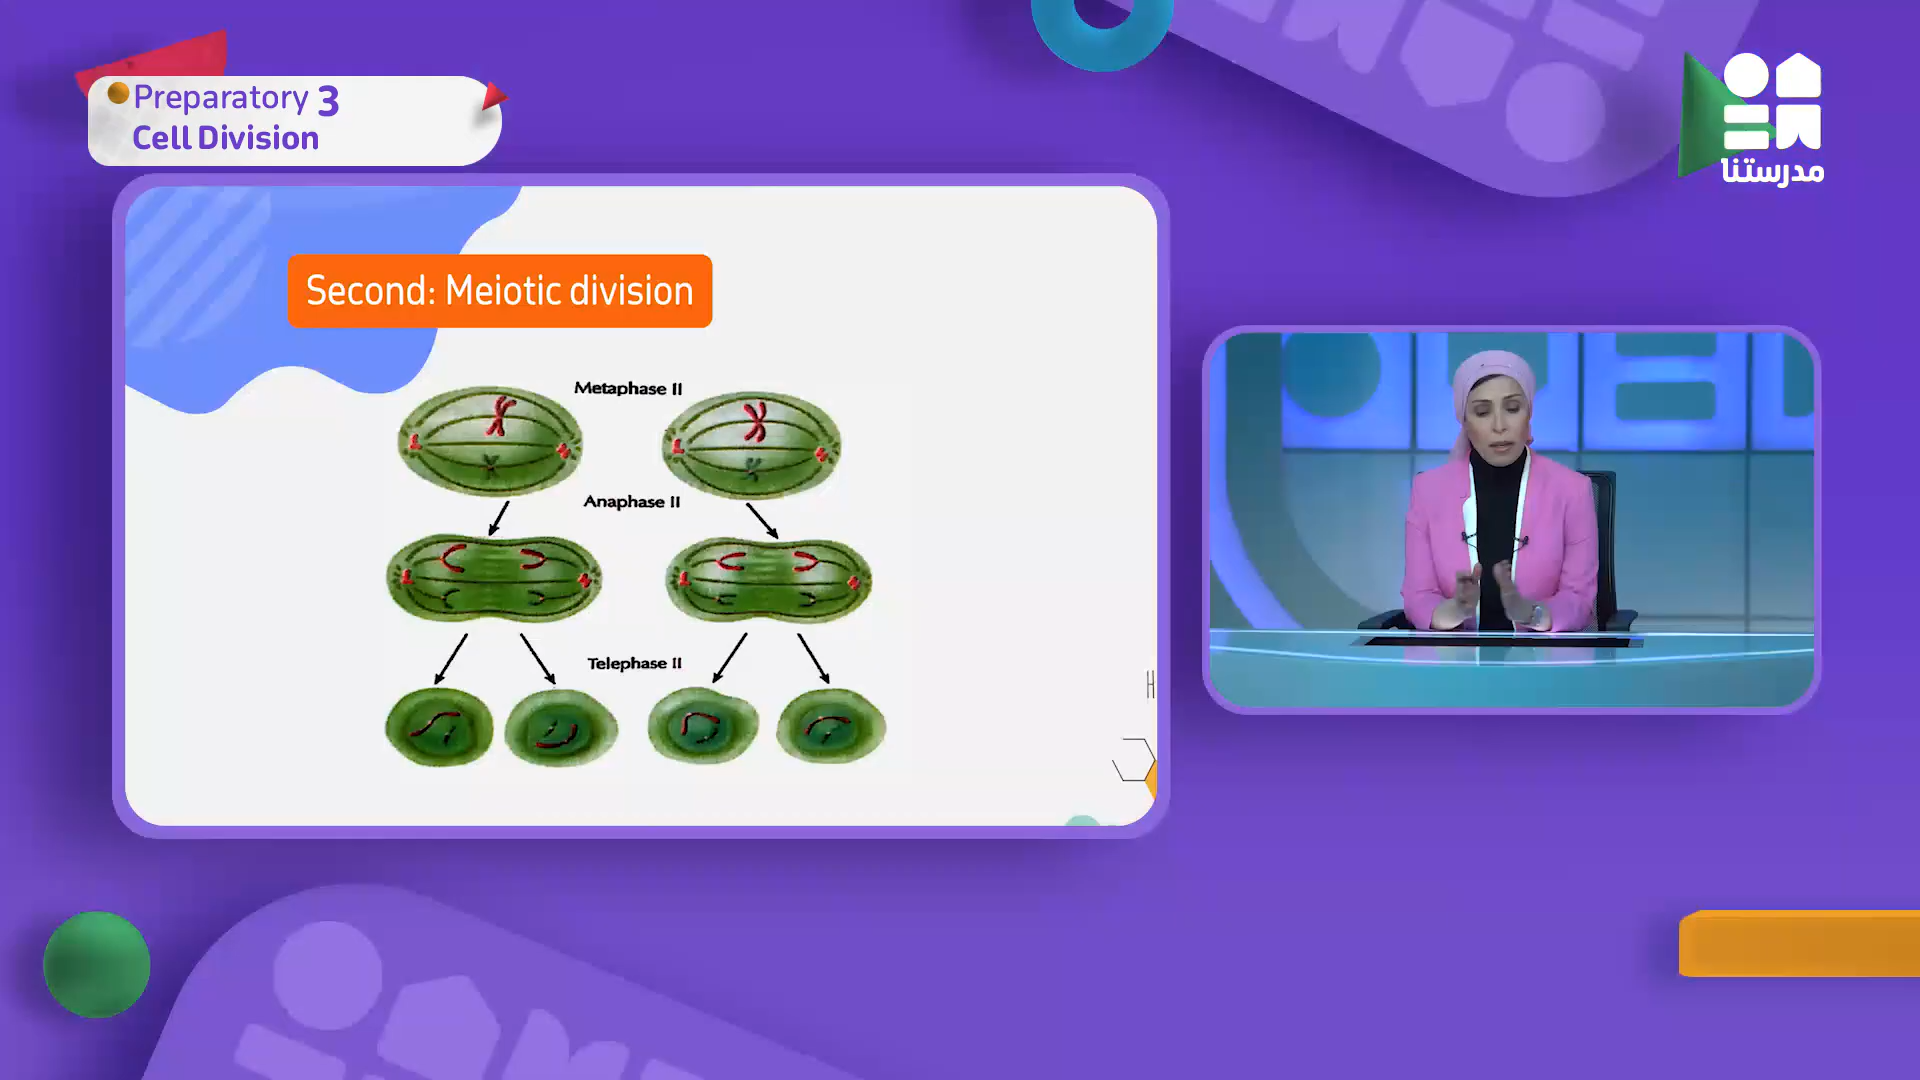 Preparatory 3
Cell Division
مدرستنا
Second: Meiotic division
Metaphase II
Anaphase II
Telephase II
H